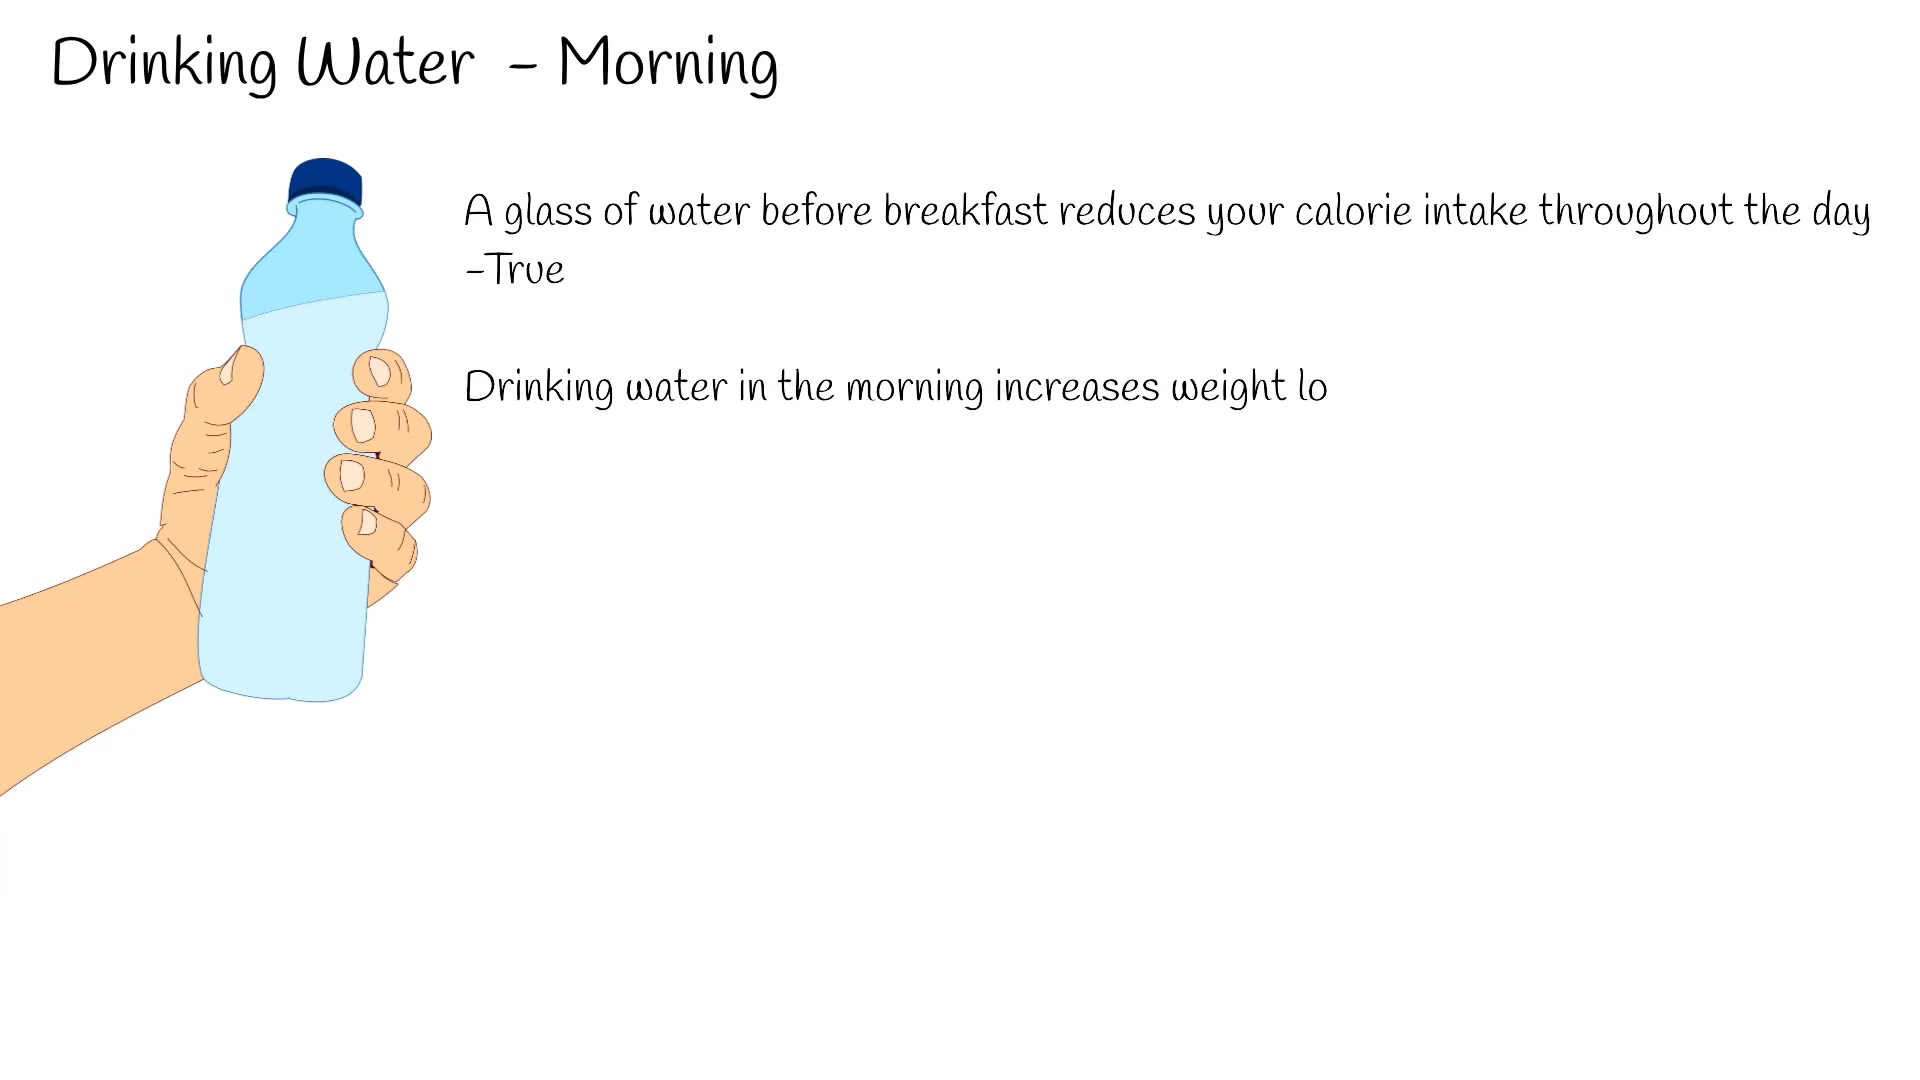 Drinking Water - Morning
A glass of water before breakfast reduces your calorie intake throughout the day
-True
Drinking water in the morning increases weight lo